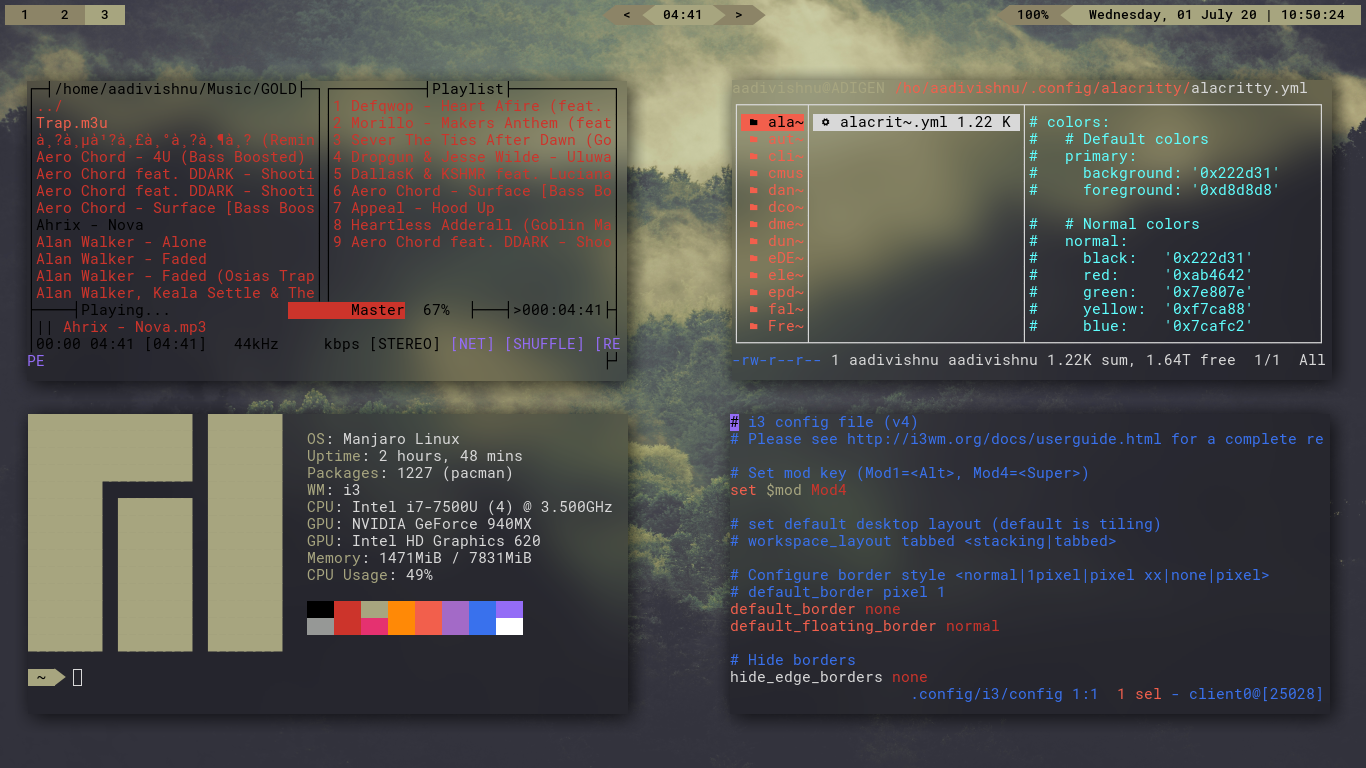 1 2 3
< 04:41 >
100% Wednesday, 01 July 20 | 10:50:24
/home/aadivishnu/Music/GOLD
../
Trap.m3u
Aero Chord - 4U (Bass Boosted)
Aero Chord feat. DDARK - Shooti
Aero Chord feat. DDARK - Shooti
Aero Chord - Surface [Bass Boos
Ahrix - Nova
Alan Walker - Alone
Alan Walker - Faded
Alan Walker - Faded (Osias Trap
Alan Walker, Keala Settle & The
Playlist
1 Defqwop - Heart Afire (feat.
2 Morillo - Makers Anthem (feat
3 Sever The Ties After Dawn (Go
4 Dropgun & Jesse Wilde - Uluwa
5 DallasK & KSHMR feat. Luciana
6 Aero Chord - Surface [Bass Bo
7 Appeal - Hood Up
8 Heartless Adderall (Goblin Ma
9 Aero Chord feat. DDARK - Shoo
Playing... Master 67% >000:04:41
|| Ahrix - Nova.mp3
00:00 04:41 [04:41] 44kHz kbps [STEREO] [NET] [SHUFFLE] [RE
PE
aadivishnu@ADIGEN /hd/aadivishnu/.config/alacritty/alacritty.yml
ala~
cli~
cmus
dan~
dco~
dme~
dun~
eDE~
ele~
epd~
fal~
Fre~
alacrit~.yml 1.22 K
# colors:
#   # Default colors
#   primary:
#     background: '0x222d31'
#     foreground: '0xd8d8d8'
#   # Normal colors
#   normal:
#     black:   '0x222d31'
#     red:     '0xab4642'
#     green:   '0x7e807e'
#     yellow:  '0xf7ca88'
#     blue:    '0x7cafc2'
-rw-r--r-- 1 aadivishnu aadivishnu 1.22K sum, 1.64T free 1/1 All
OS: Manjaro Linux
Uptime: 2 hours, 48 mins
Packages: 1227 (pacman)
WM: i3
CPU: Intel i7-7500U (4) @ 3.500GHz
GPU: NVIDIA GeForce 940MX
GPU: Intel HD Graphics 620
Memory: 1471MiB / 7831MiB
CPU Usage: 49%
~
# i3 config file (v4)
# Please see http://i3wm.org/docs/userguide.html for a complete re
# Set mod key (Mod1=<Alt>, Mod4=<Super>)
set $mod Mod4
# set default desktop layout (default is tiling)
# workspace_layout tabbed <stacking|tabbed>
# Configure border style <normal|1pixel|pixel xx|none|pixel>
# default_border pixel 1
default_border none
default_floating_border normal
# Hide borders
hide_edge_borders none
.config/i3/config 1:1 1 sel - client0@[25028]